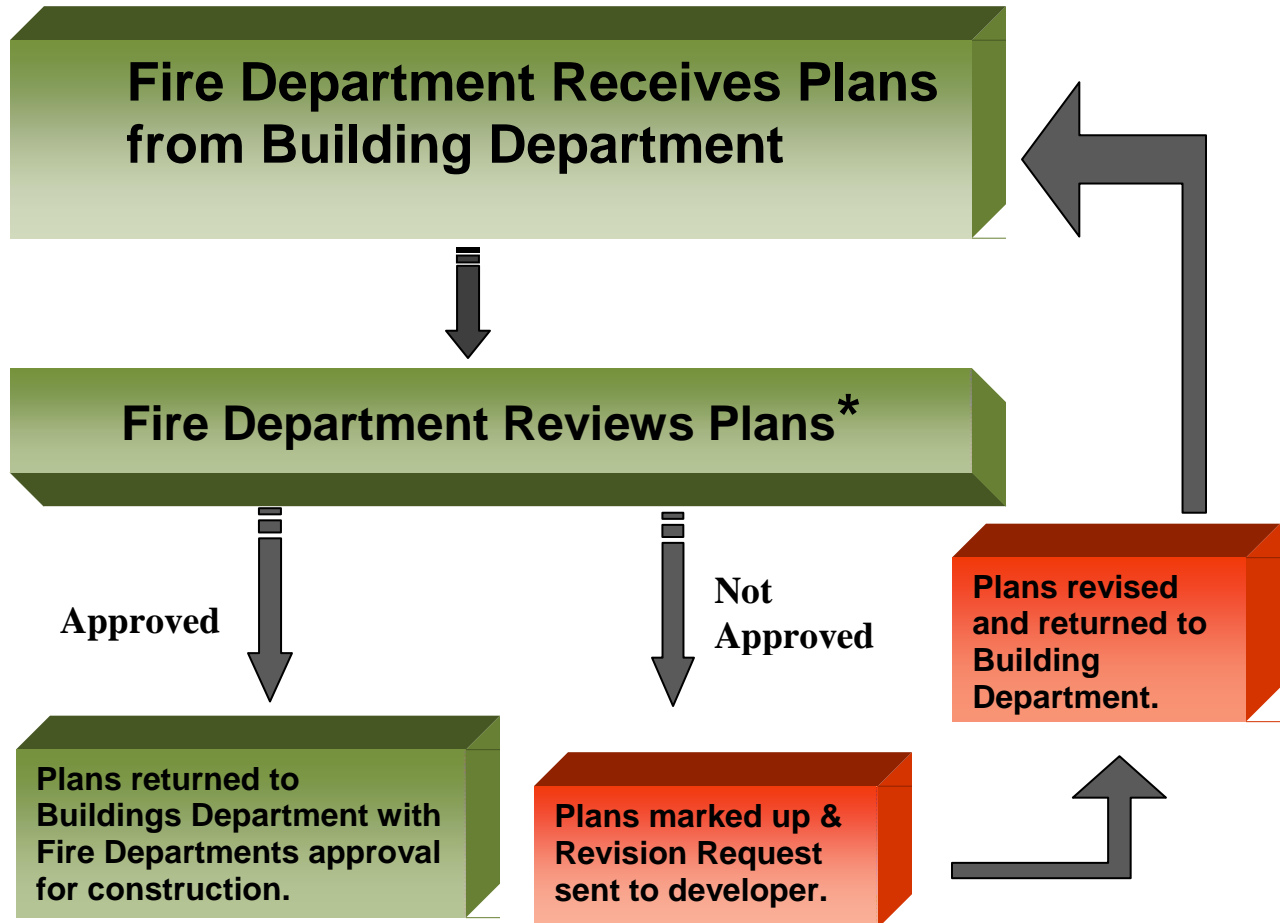 Fire Department Receives Plans
from Building Department
Fire Department Reviews Plans*
Approved
Not
Approved
Plans revised
and returned to
Building
Department.
Plans returned to
Buildings Department with
Fire Departments approval
for construction.
Plans marked up &
Revision Request
sent to developer.